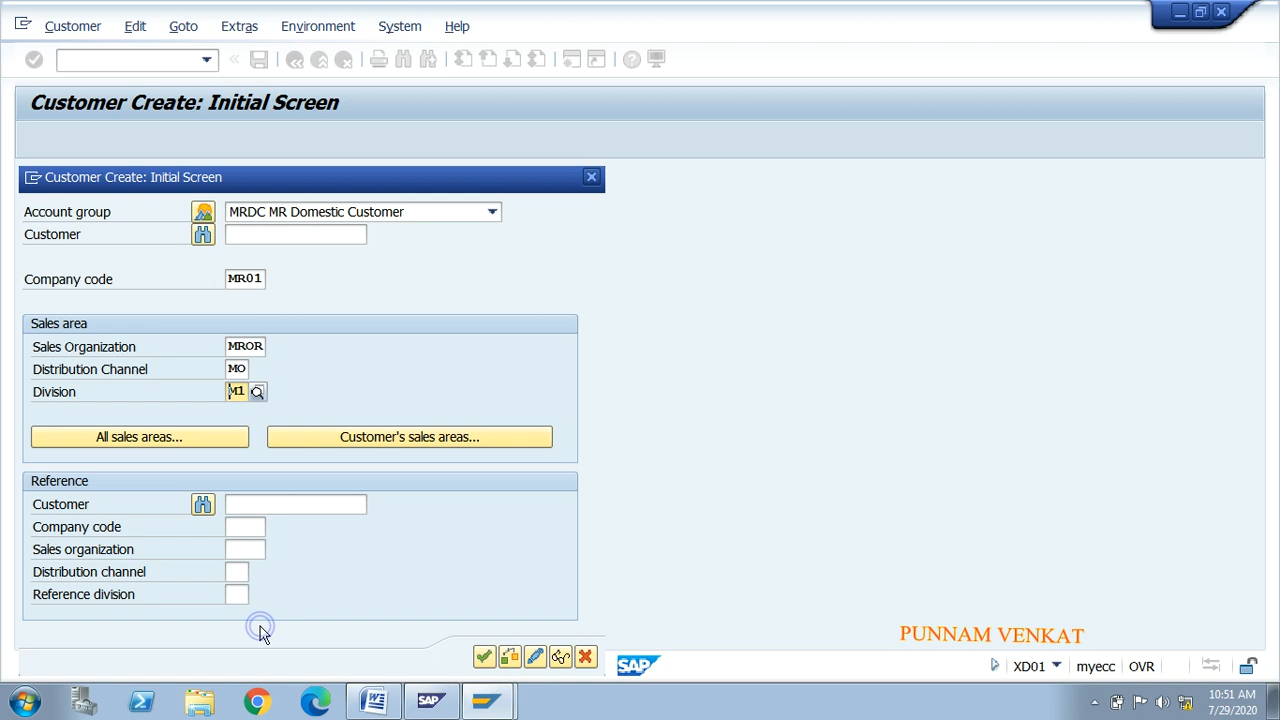 Customer Edit Goto Extras Environment System Help
Customer Create: Initial Screen
Customer Create: Initial Screen
Account group MRDC MR Domestic Customer
Customer
Company code MR01
Sales area
Sales Organization MROR
Distribution Channel MO
Division M1
All sales areas... Customer's sales areas...
Reference
Customer
Company code
Sales organization
Distribution channel
Reference division
PUNNAM VENKAT
SAP XD01 myecc OVR
SAP
10:51 AM
7/29/2020